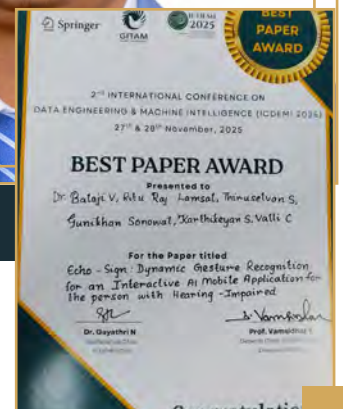 Springer
GITAM
2025
BEST
PAPER
AWARD
2nd INTERNATIONAL CONFERENCE ON
DATA ENGINEERING & MACHINE INTELLIGENCE (ICDEMI 2025)
27th & 28th November, 2025
BEST PAPER AWARD
Presented to
Dr. Balaji V, Ritu Raj Lamsal, Thiruselvan S,
Gunikhan Sonowal, Karthikeyan S, Valli C
For the Paper titled
Echo - Sign: Dynamic Gesture Recognition
for an Interactive AI Mobile Application for
the person with Hearing - Impaired
Dr. Gayathri N
Prof. Vamsidhar